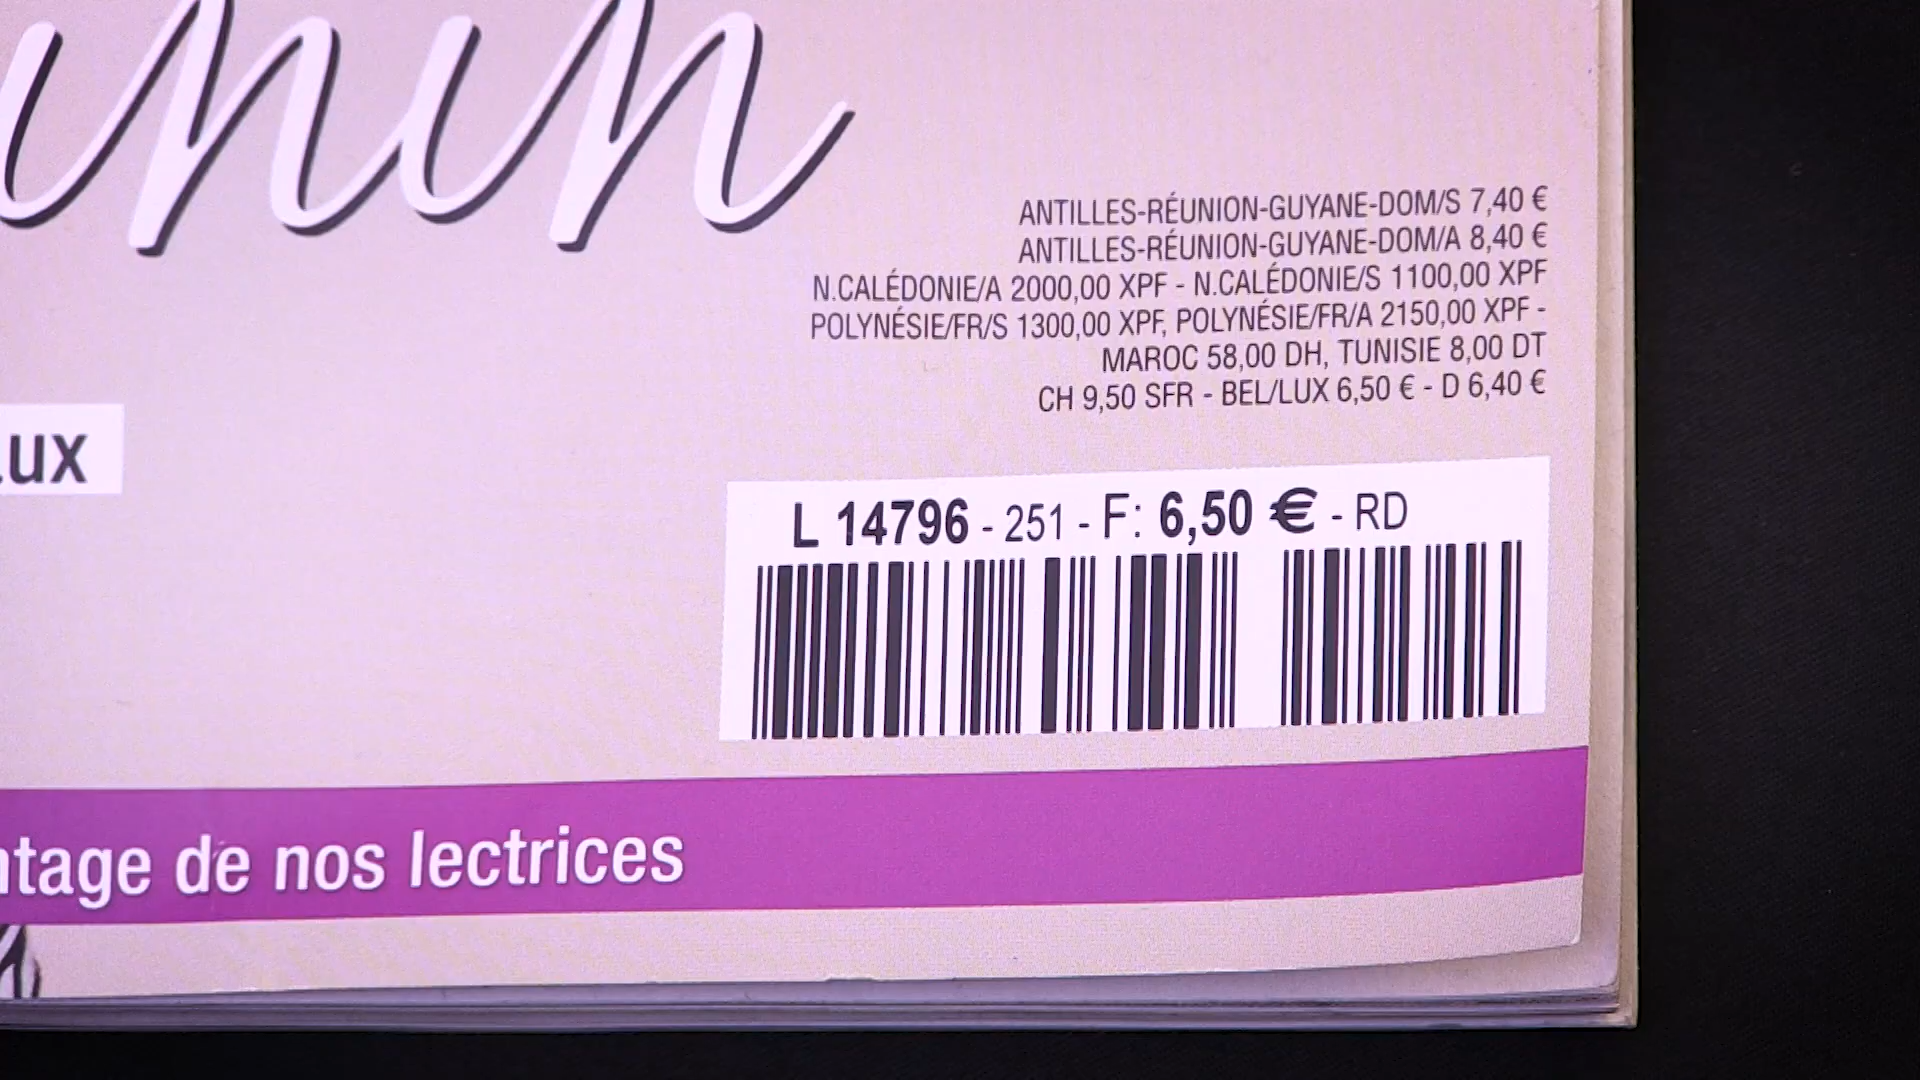 ANTILLES-RÉUNION-GUYANE-DOM/S 7,40 €
ANTILLES-RÉUNION-GUYANE-DOM/A 8,40 €
N.CALÉDONIE/A 2000,00 XPF - N.CALÉDONIE/S 1100,00 XPF
POLYNÉSIE/FR/S 1300,00 XPF, POLYNÉSIE/FR/A 2150,00 XPF -
MAROC 58,00 DH, TUNISIE 8,00 DT
CH 9,50 SFR - BEL/LUX 6,50 € - D 6,40 €
ux
L 14796 - 251 - F: 6,50 € - RD
ntage de nos lectrices